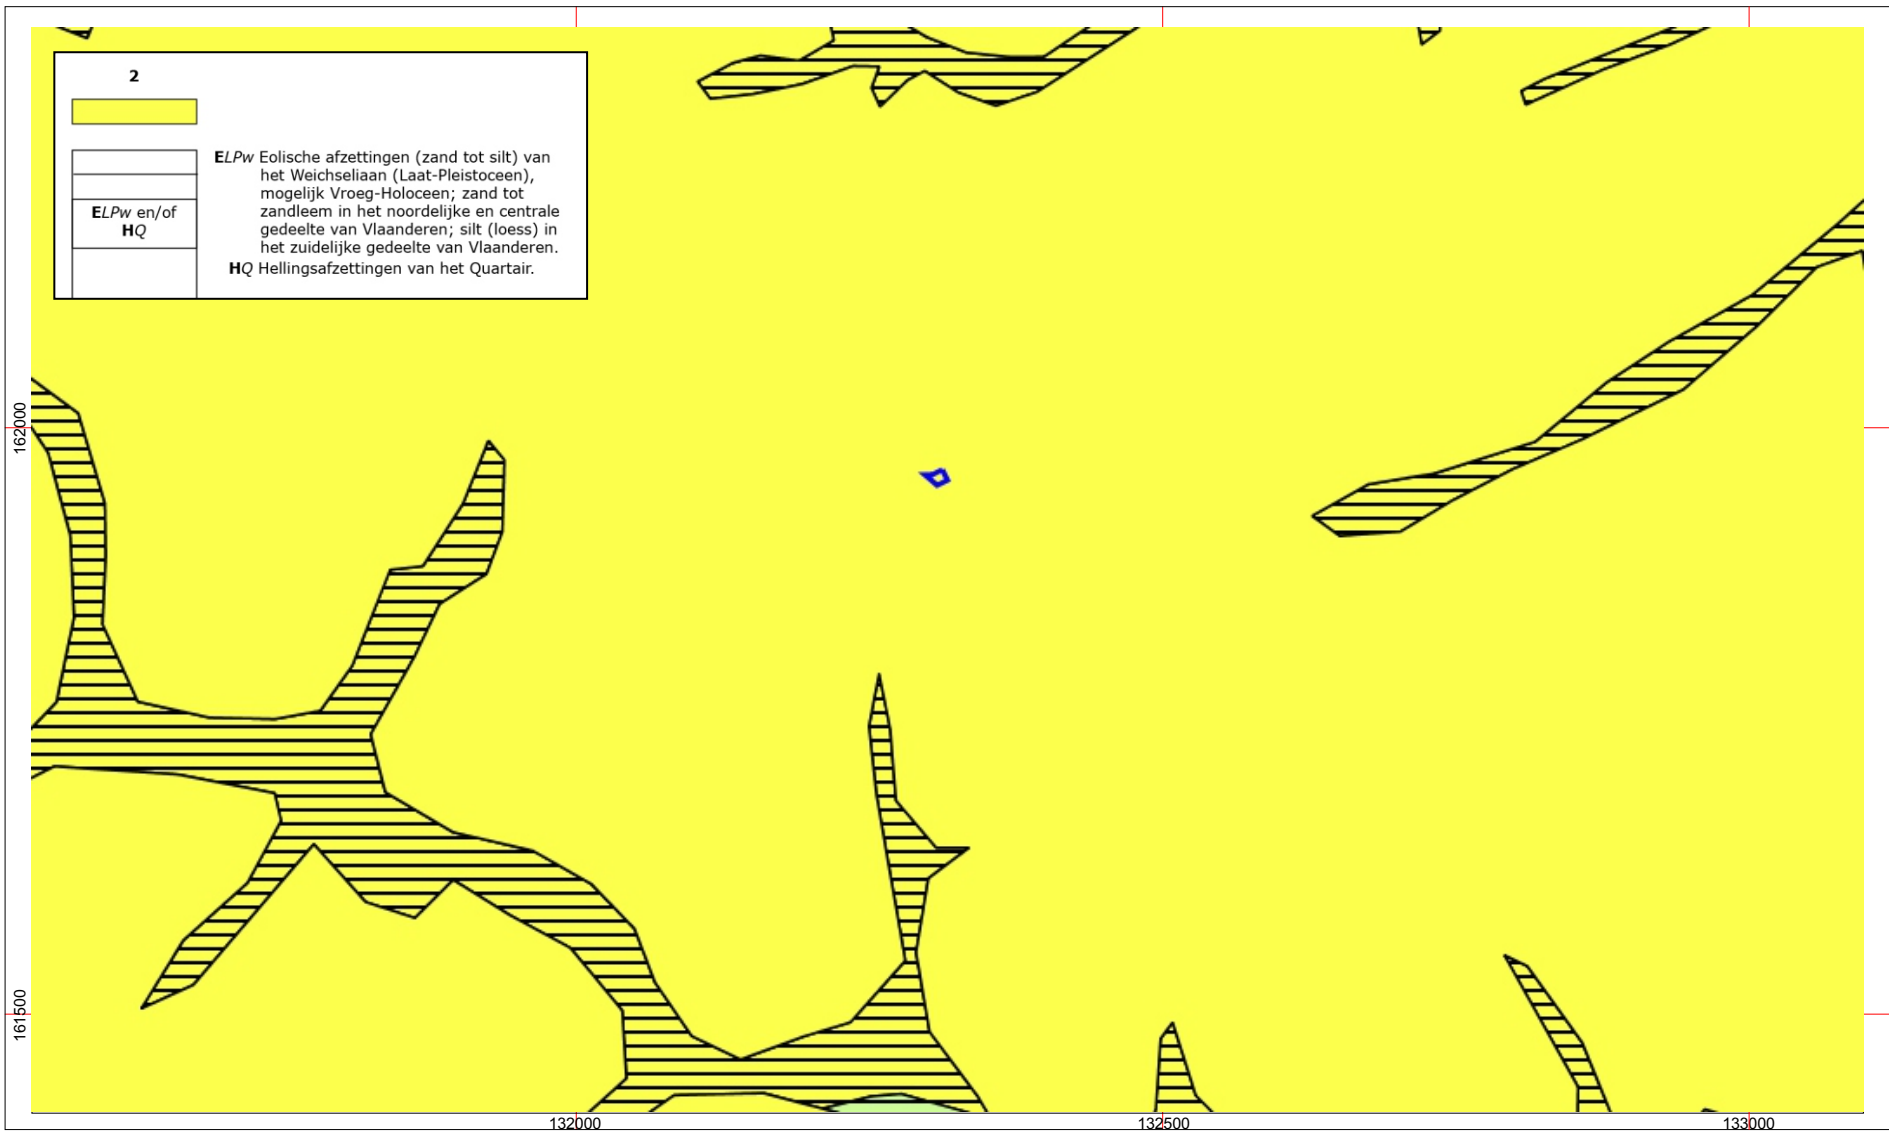 2
ELPw Eolische afzettingen (zand tot silt) van
het Weichseliaan (Laat-Pleistoceen),
mogelijk Vroeg-Holoceen; zand tot
zandleem in het noordelijke en centrale
gedeelte van Vlaanderen; silt (loess) in
het zuidelijke gedeelte van Vlaanderen.
HQ Hellingsafzettingen van het Quartair.
ELPw en/of
HQ
162000
161500
132000
132500
133000